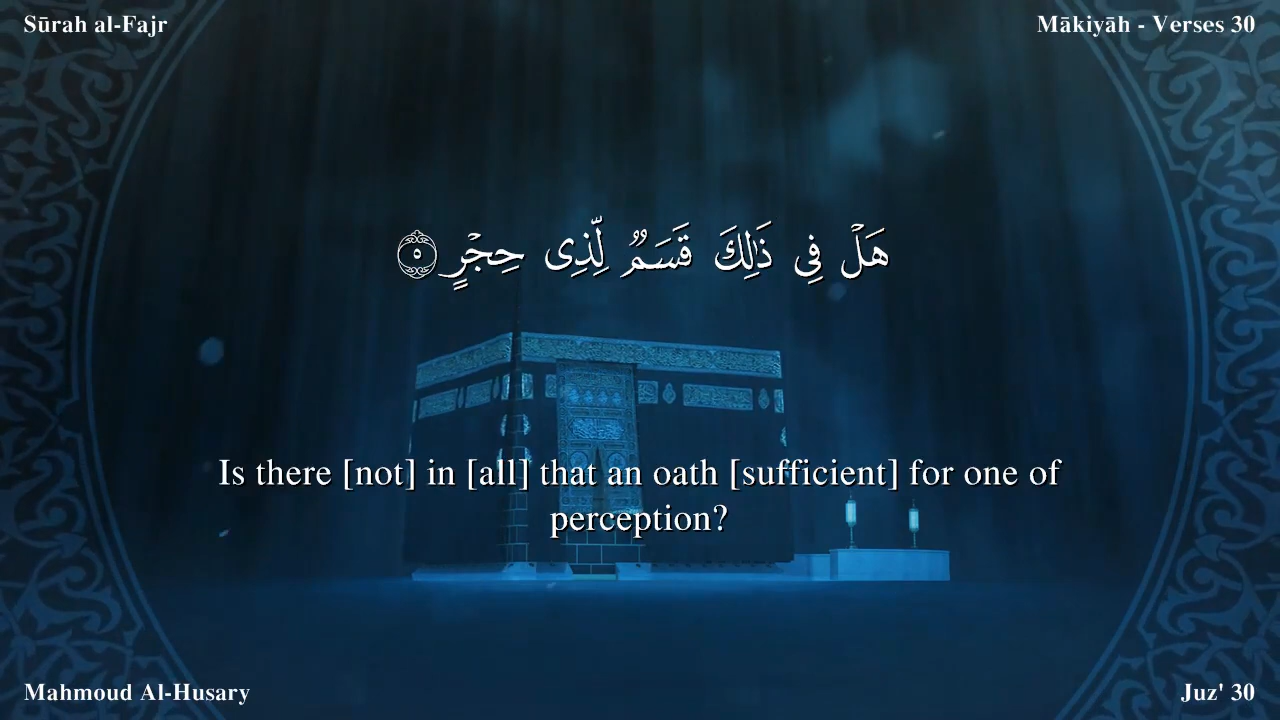 Sūrah al-Fajr
Mākiyāh - Verses 30
هَلْ فِى ذَٰلِكَ قَسَمٌ لِّذِى حِجْرٍ ٥
Is there [not] in [all] that an oath [sufficient] for one of
perception?
Mahmoud Al-Husary
Juz' 30